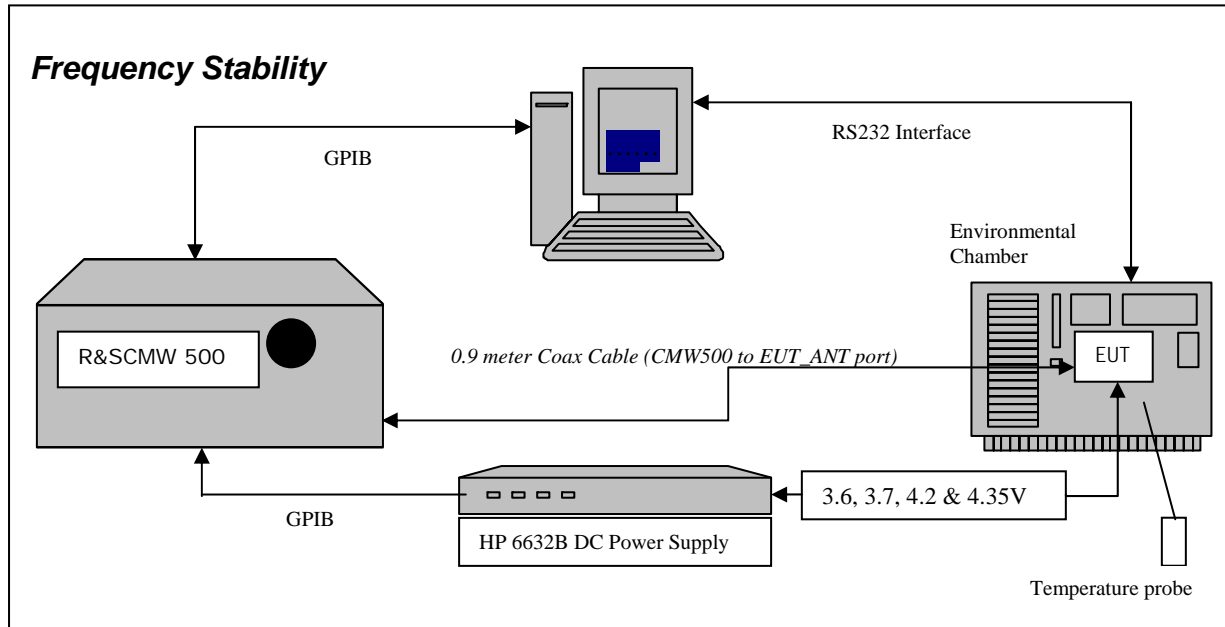 Frequency Stability
GPIB
RS232 Interface
Environmental
Chamber
R&SCMW 500
0.9 meter Coax Cable (CMW500 to EUT_ANT port)
EUT
3.6, 3.7, 4.2 & 4.35V
GPIB
HP 6632B DC Power Supply
Temperature probe